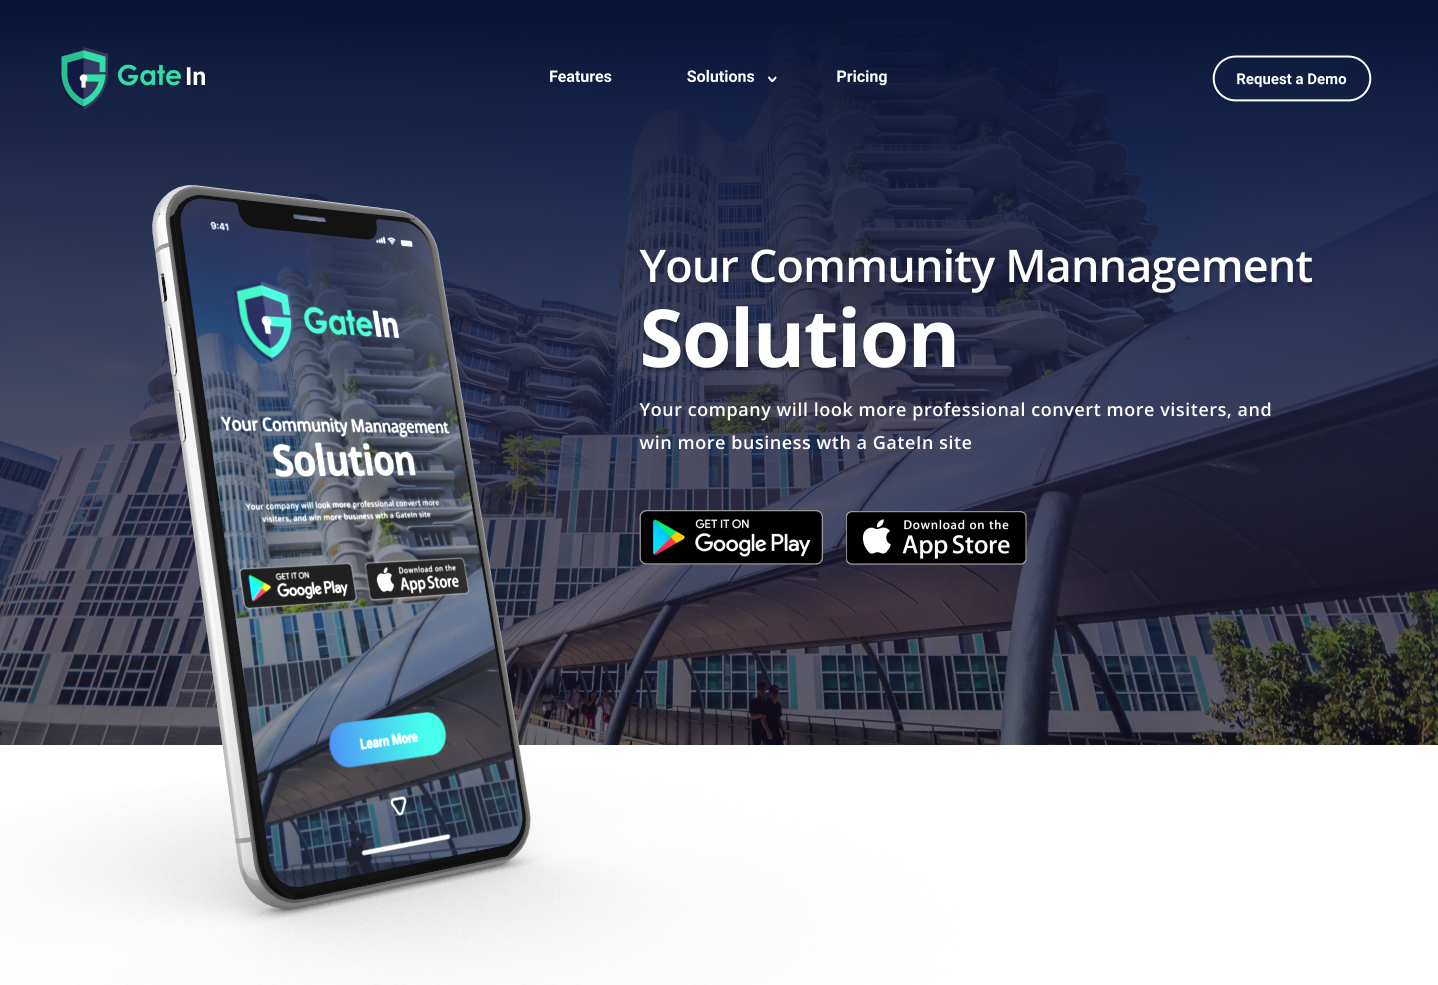 Gate In
Features
Solutions
Pricing
Request a Demo
Your Community Mannagement
Solution
Your company will look more professional convert more visiters, and
win more business wth a GateIn site
GET IT ON
Google Play
Download on the
App Store
9:41
GateIn
Your Community Mannagement
Solution
Your company will look more professional convert more
visiters, and win more business wth a GateIn site
GET IT ON
Google Play
Download on the
App Store
Learn More